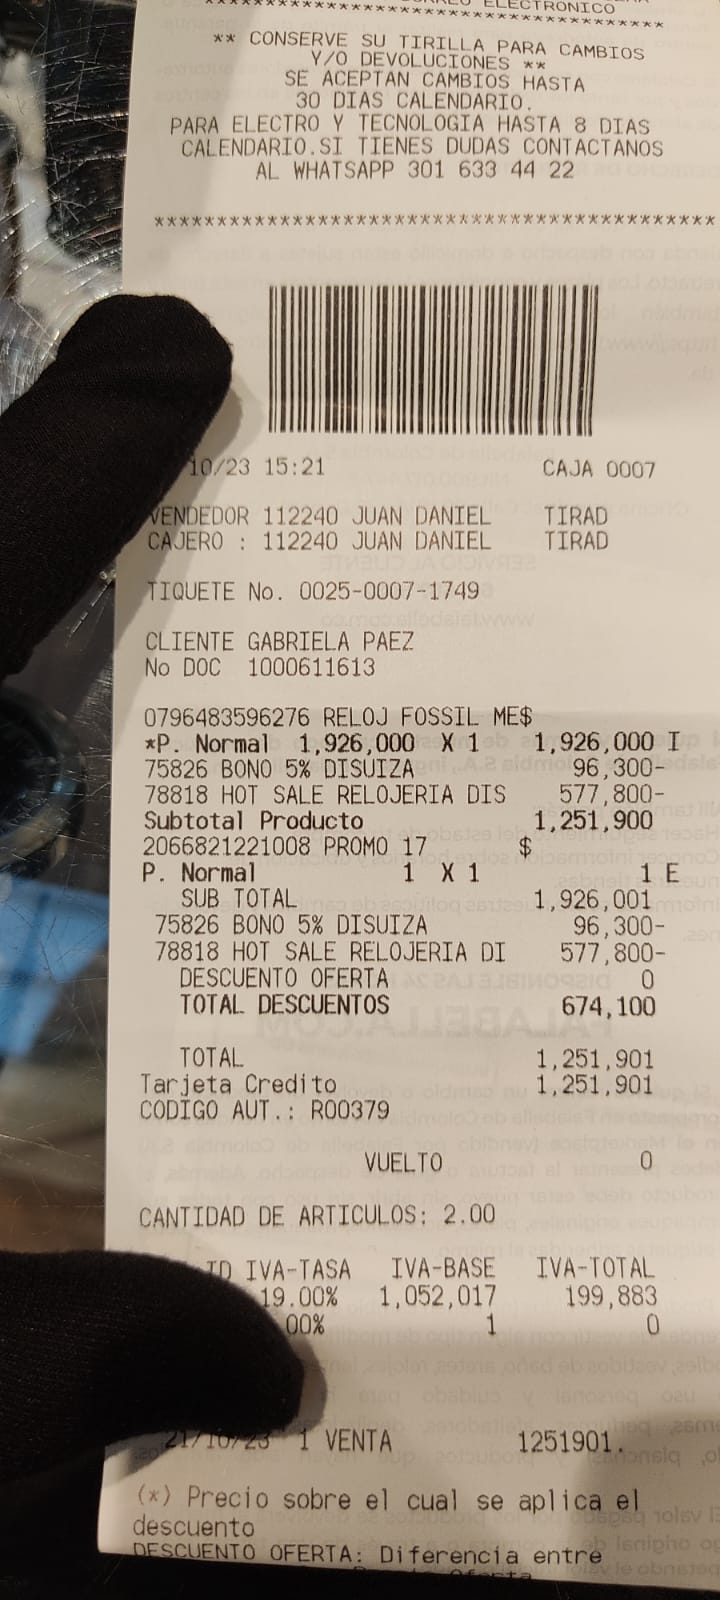 ELECTRONICO
****************************************
** CONSERVE SU TIRILLA PARA CAMBIOS
Y/O DEVOLUCIONES **
SE ACEPTAN CAMBIOS HASTA
30 DIAS CALENDARIO.
PARA ELECTRO Y TECNOLOGIA HASTA 8 DIAS
CALENDARIO.SI TIENES DUDAS CONTACTANOS
AL WHATSAPP 301 633 44 22
****************************************
10/23 15:21 CAJA 0007
VENDEDOR 112240 JUAN DANIEL TIRAD
CAJERO : 112240 JUAN DANIEL TIRAD
TIQUETE No. 0025-0007-1749
CLIENTE GABRIELA PAEZ
No DOC 1000611613
0796483596276 RELOJ FOSSIL ME$
*P. Normal 1,926,000 X 1 1,926,000 I
75826 BONO 5% DISUIZA 96,300-
78818 HOT SALE RELOJERIA DIS 577,800-
Subtotal Producto 1,251,900
2066821221008 PROMO 17 $
P. Normal 1 X 1 1 E
SUB TOTAL 1,926,001
75826 BONO 5% DISUIZA 96,300-
78818 HOT SALE RELOJERIA DI 577,800-
DESCUENTO OFERTA 0
TOTAL DESCUENTOS 674,100
TOTAL 1,251,901
Tarjeta Credito 1,251,901
CODIGO AUT.: R00379
VUELTO 0
CANTIDAD DE ARTICULOS: 2.00
ID IVA-TASA IVA-BASE IVA-TOTAL
19.00% 1,052,017 199,883
00% 1 0
21/10/23 1 VENTA 1251901.
(*) Precio sobre el cual se aplica el
descuento
DESCUENTO OFERTA: Diferencia entre